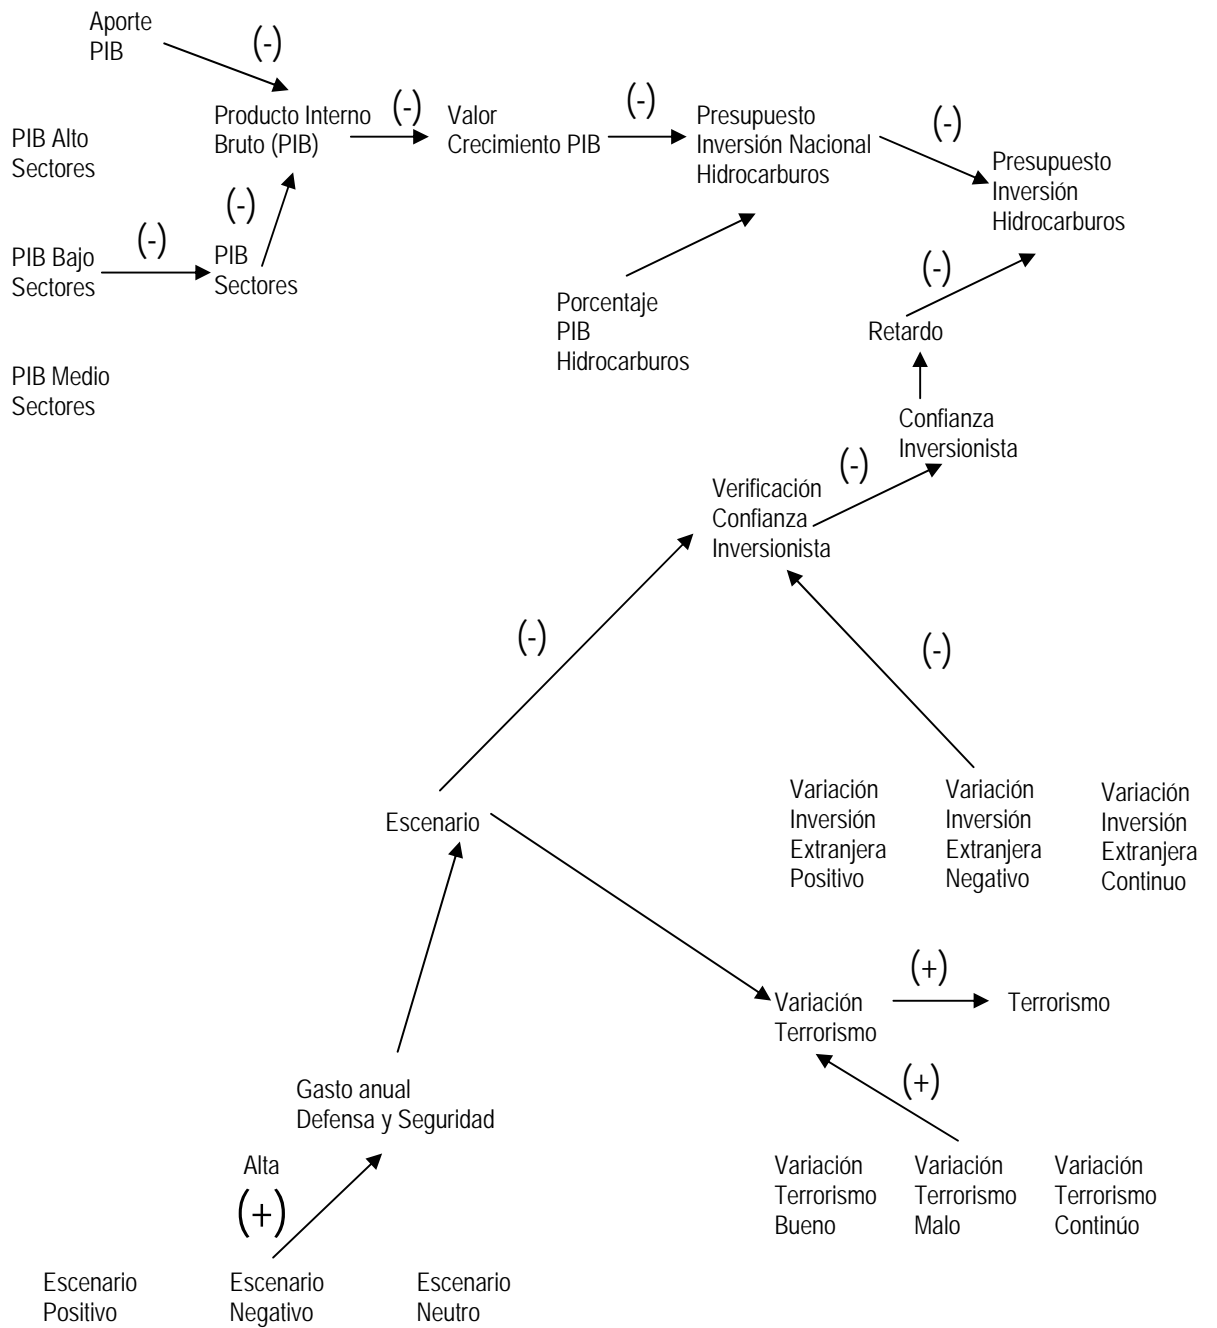 Aporte
PIB
(-)
Producto Interno
Bruto (PIB)
(-)
Valor
Crecimiento PIB
(-)
Presupuesto
Inversión Nacional
Hidrocarburos
(-)
Presupuesto
Inversión
Hidrocarburos
PIB Alto
Sectores
PIB Bajo
Sectores
(-)
PIB
Sectores
(-)
PIB Medio
Sectores
Porcentaje
PIB
Hidrocarburos
(-)
Retardo
Confianza
Inversionista
(-)
Verificación
Confianza
Inversionista
(-)
(-)
Escenario
Variación
Inversión
Extranjera
Positivo
Variación
Inversión
Extranjera
Negativo
Variación
Inversión
Extranjera
Continuo
Variación
Terrorismo
(+)
Terrorismo
(+)
Variación
Terrorismo
Bueno
Variación
Terrorismo
Malo
Variación
Terrorismo
Continúo
Gasto anual
Defensa y Seguridad
Alta
(+)
Escenario
Positivo
Escenario
Negativo
Escenario
Neutro